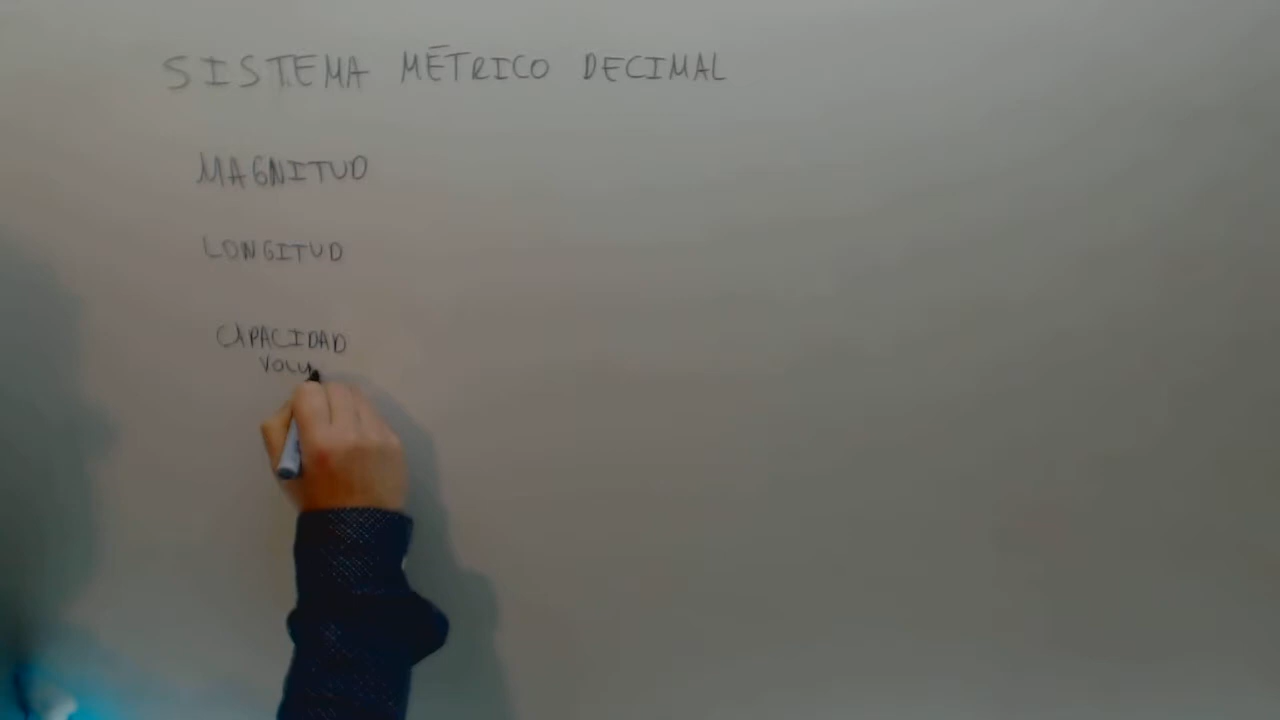 SISTEMA MÉTRICO DECIMAL
MAGNITUD
LONGITUD
CAPACIDAD
VOLU